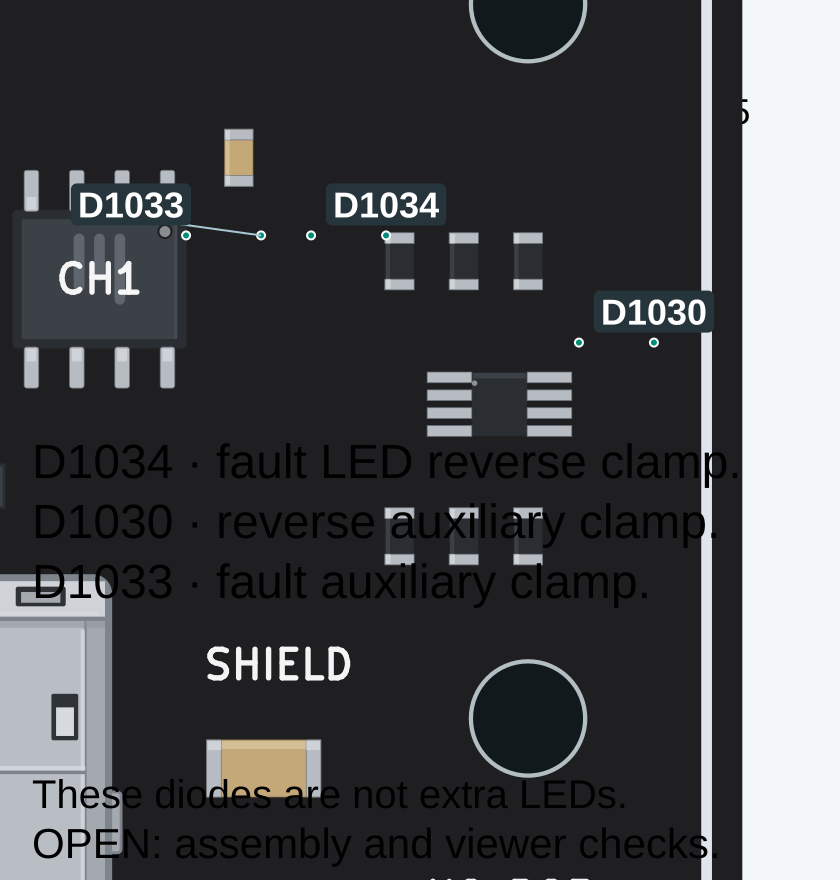 5
D1033
D1034
CH1
D1030
D1034 · fault LED reverse clamp.
D1030 · reverse auxiliary clamp.
D1033 · fault auxiliary clamp.
SHIELD
These diodes are not extra LEDs.
OPEN: assembly and viewer checks.